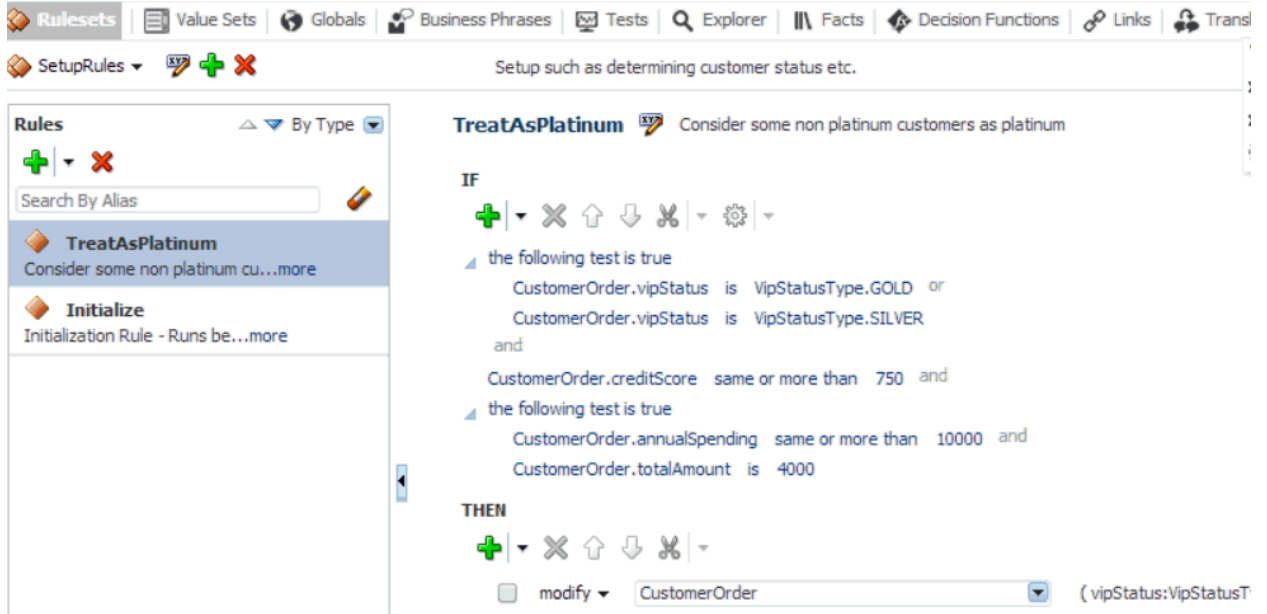 Rulesets Value Sets Globals Business Phrases Tests Explorer Facts Decision Functions Links Transl
SetupRules Setup such as determining customer status etc.
Rules By Type
Search By Alias
TreatAsPlatinum
Consider some non platinum cu...more
Initialize
Initialization Rule - Runs be...more
TreatAsPlatinum Consider some non platinum customers as platinum
IF
the following test is true
CustomerOrder.vipStatus is VipStatusType.GOLD or
CustomerOrder.vipStatus is VipStatusType.SILVER
and
CustomerOrder.creditScore same or more than 750 and
the following test is true
CustomerOrder.annualSpending same or more than 10000 and
CustomerOrder.totalAmount is 4000
THEN
modify CustomerOrder ( vipStatus:VipStatusT